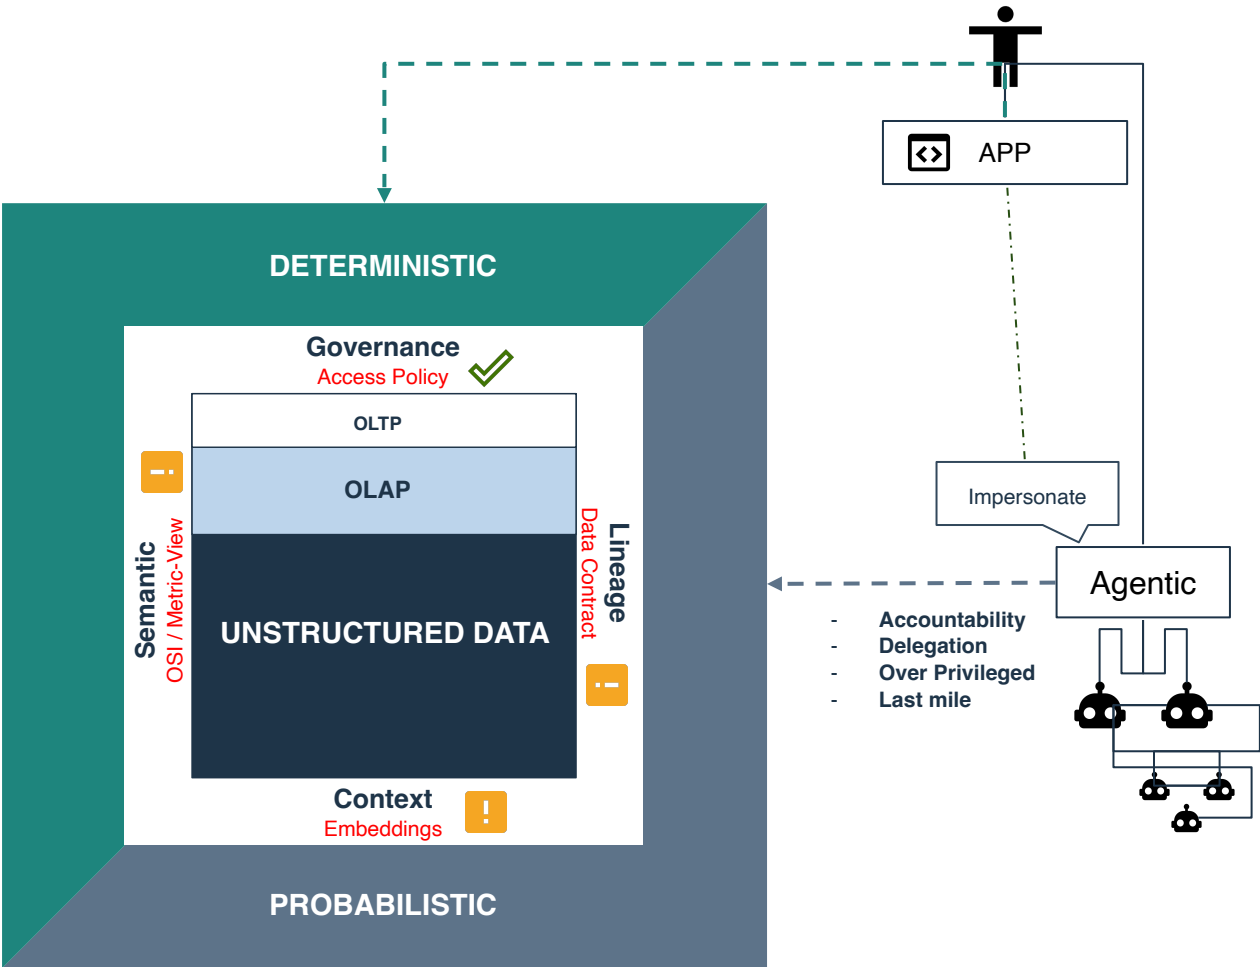 APP
DETERMINISTIC
Governance
Access Policy
OLTP
OLAP
Semantic
OSI / Metric-View
Lineage
Data Contract
UNSTRUCTURED DATA
Context
Embeddings
PROBABILISTIC
Impersonate
Agentic
- Accountability
- Delegation
- Over Privileged
- Last mile